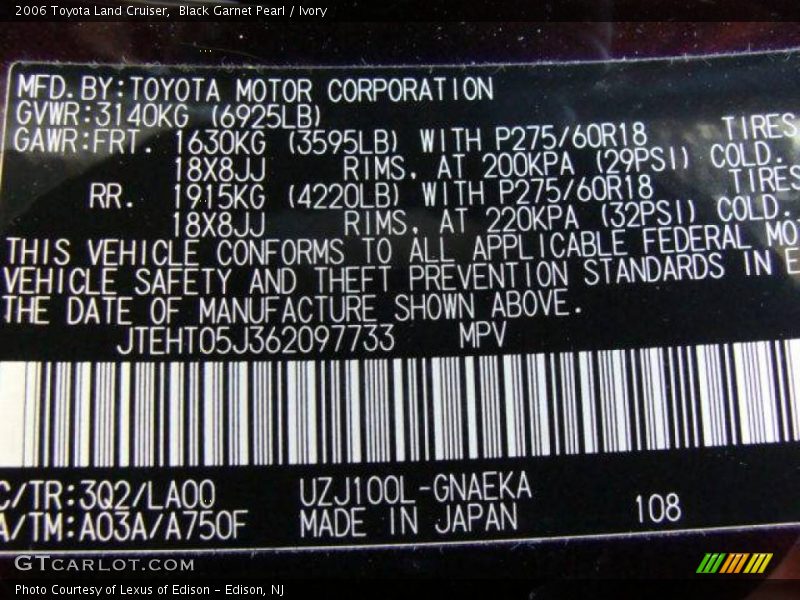 2006 Toyota Land Cruiser, Black Garnet Pearl / Ivory
MFD. BY:TOYOTA MOTOR CORPORATION
GVWR:3140KG (6925LB)
GAWR:FRT. 1630KG (3595LB) WITH P275/60R18 TIRES
18X8JJ RIMS, AT 200KPA (29PSI) COLD.
RR. 1915KG (4220LB) WITH P275/60R18 TIRES
18X8JJ RIMS, AT 220KPA (32PSI) COLD.
THIS VEHICLE CONFORMS TO ALL APPLICABLE FEDERAL MO
VEHICLE SAFETY AND THEFT PREVENTION STANDARDS IN E
THE DATE OF MANUFACTURE SHOWN ABOVE.
JTEHT05J362097733 MPV
C/TR:3Q2/LA00 UZJ100L-GNAEKA
A/TM:A03A/A750F MADE IN JAPAN 108
GTCARLOT.COM
Photo Courtesy of Lexus of Edison - Edison, NJ